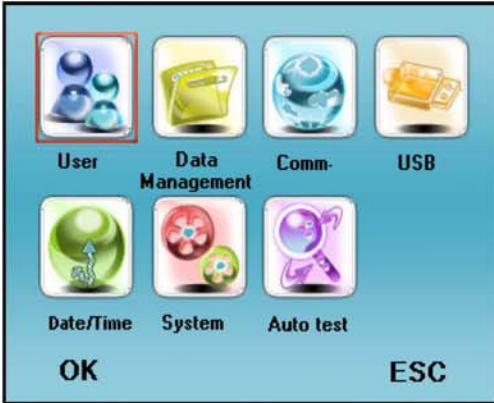 User
Data
Management
Comm-
USB
Date/Time
System
Auto test
OK
ESC